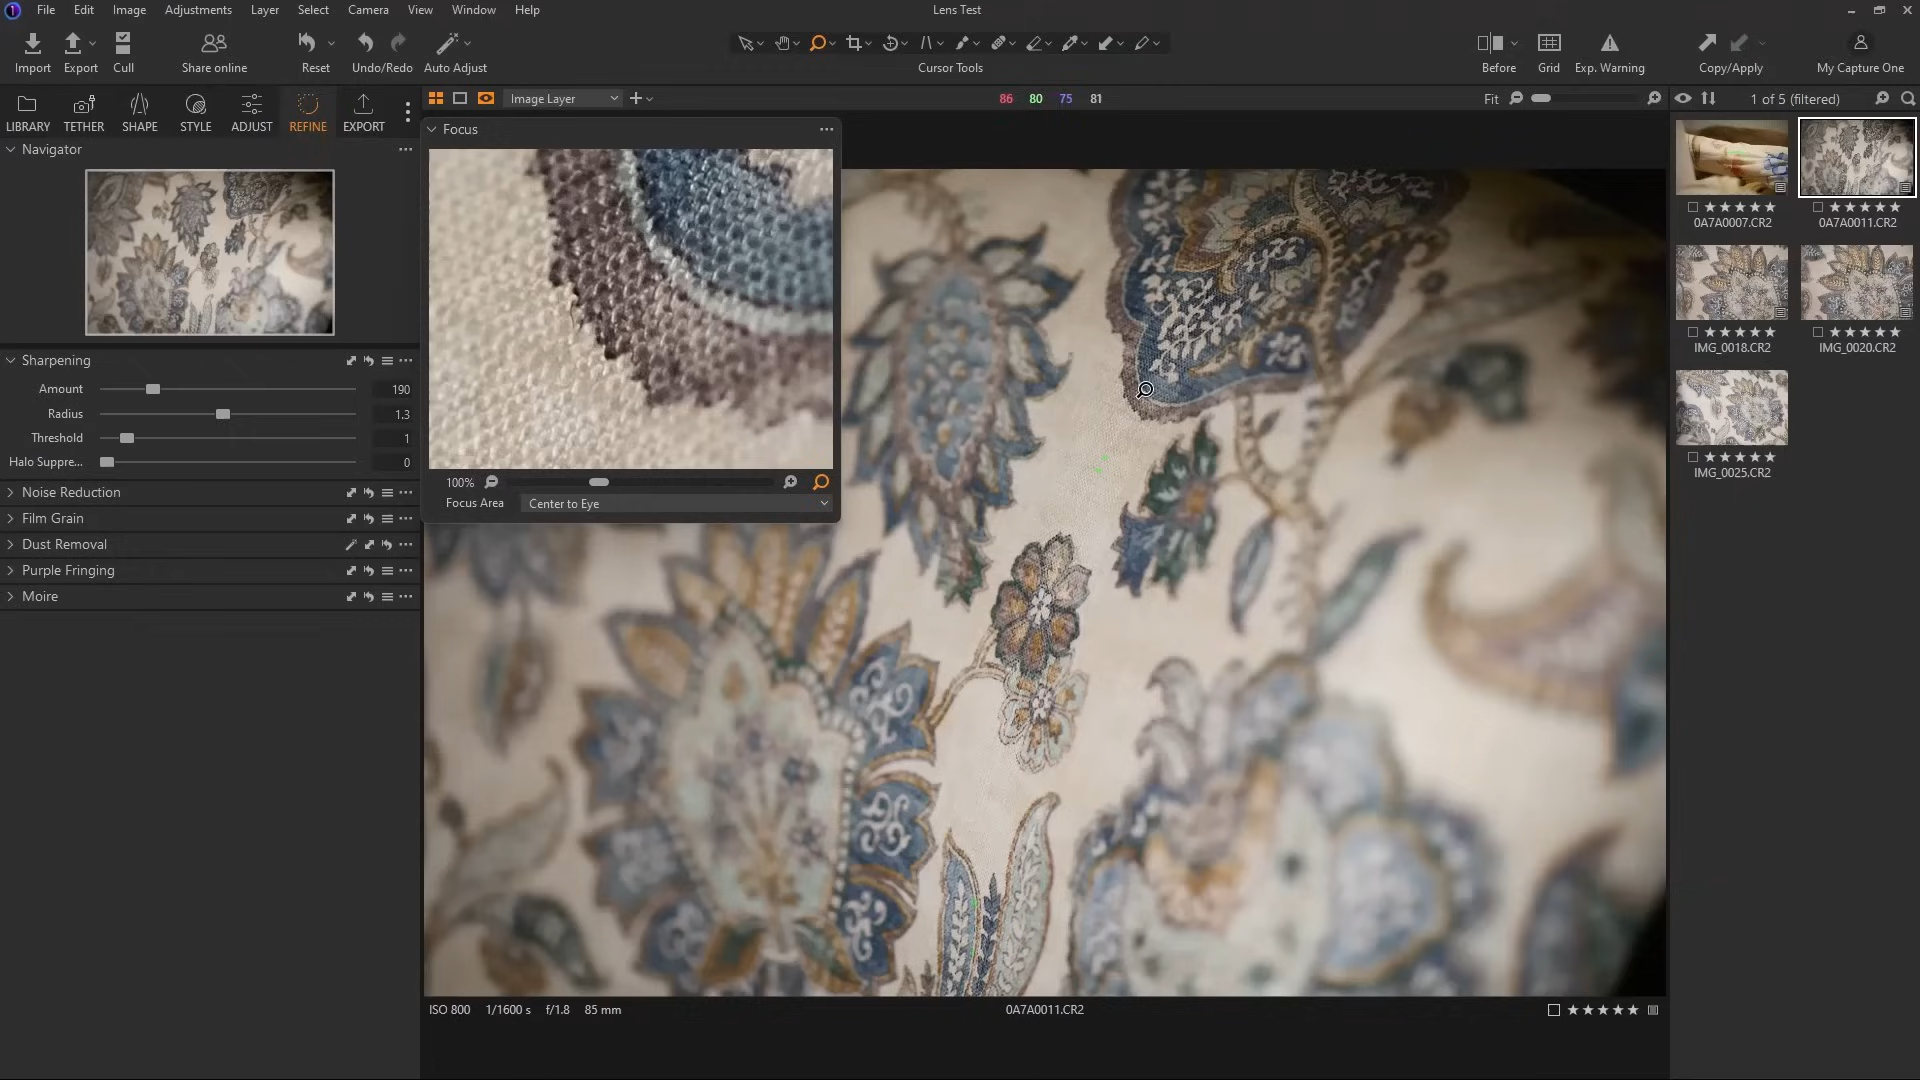 File Edit Image Adjustments Layer Select Camera View Window Help
Lens Test
Import Export Cull Share online Reset Undo/Redo Auto Adjust Cursor Tools Before Grid Exp. Warning Copy/Apply My Capture One
LIBRARY TETHER SHAPE STYLE ADJUST REFINE EXPORT
Image Layer
86 80 75 81
Fit
1 of 5 (filtered)
Navigator
Focus
100%
Focus Area Center to Eye
Sharpening
Amount 190
Radius 1.3
Threshold 1
Halo Suppre... 0
Noise Reduction
Film Grain
Dust Removal
Purple Fringing
Moire
0A7A0007.CR2 0A7A0011.CR2
IMG_0018.CR2 IMG_0020.CR2
IMG_0025.CR2
ISO 800 1/1600 s f/1.8 85 mm 0A7A0011.CR2